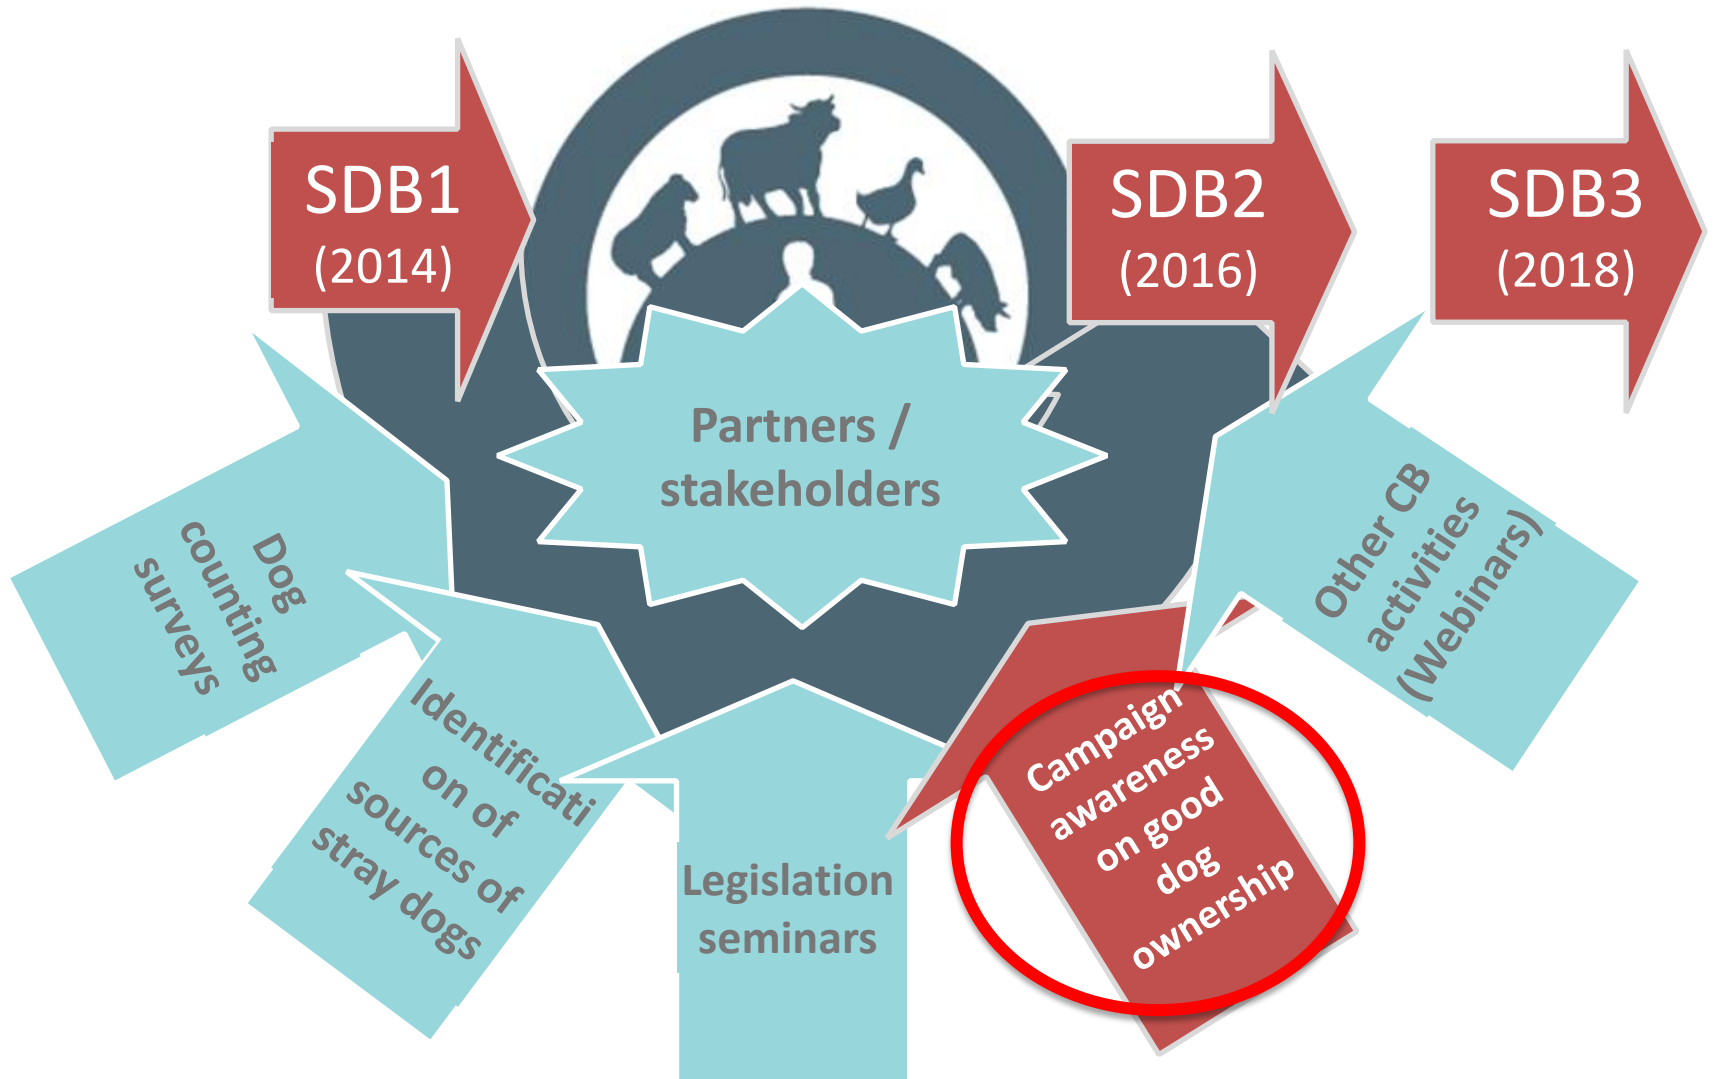 SDB1
(2014)
SDB2
(2016)
SDB3
(2018)
Partners /
stakeholders
Dog
counting
surveys
Identificati
on of
sources of
stray dogs
Legislation
seminars
Campaign
awareness
on good
dog
ownership
Other CB
activities
(Webinars)